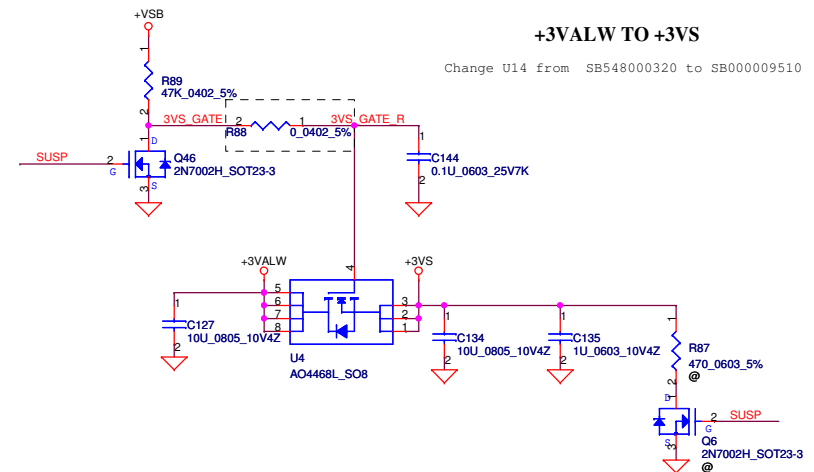 +VSB
+3VALW TO +3VS
Change U14 from SB548000320 to SB000009510
1
R89
47K_0402_5%
2
3VS_GATE
2
1
3VS_GATE_R
R88
0_0402_5%
1
D
1
SUSP
2
G
Q46
2N7002H_SOT23-3
S
3
C144
0.1U_0603_25V7K
2
+3VALW
4
+3VS
5
6
7
8
3
2
1
1
C127
10U_0805_10V4Z
2
U4
AO4468L_SO8
1
C134
10U_0805_10V4Z
2
1
C135
1U_0603_10V4Z
2
1
R87
470_0603_5%
2
@
1
D
2
SUSP
G
S
3
Q6
2N7002H_SOT23-3
@